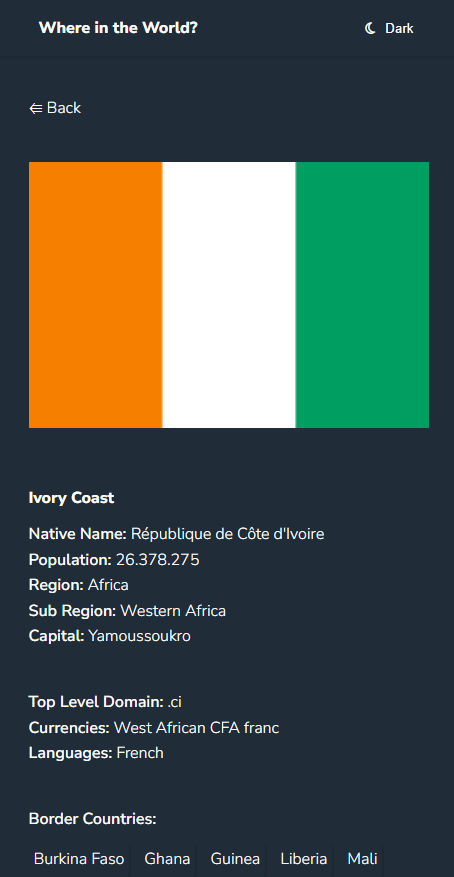 Where in the World?
Dark
Back
Ivory Coast
Native Name: République de Côte d'Ivoire
Population: 26.378.275
Region: Africa
Sub Region: Western Africa
Capital: Yamoussoukro
Top Level Domain: .ci
Currencies: West African CFA franc
Languages: French
Border Countries:
Burkina Faso Ghana Guinea Liberia Mali